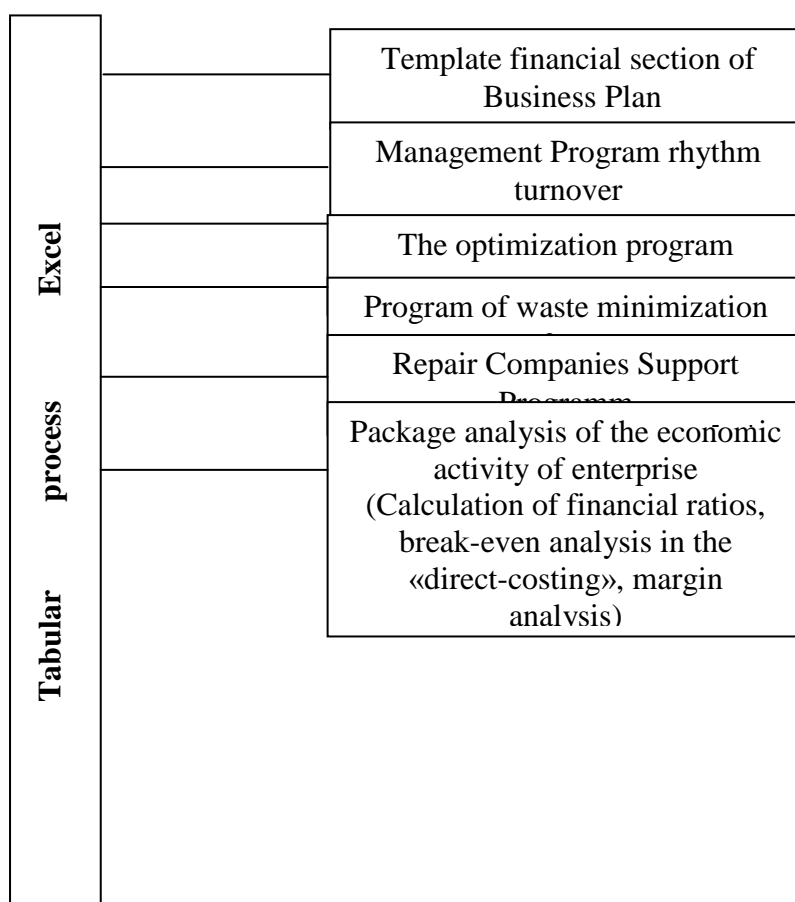 Tabular process Excel
Template financial section of
Business Plan
Management Program rhythm
turnover
The optimization program
Program of waste minimization
Repair Companies Support
Programm
Package analysis of the economic
activity of enterprise
(Calculation of financial ratios,
break-even analysis in the
«direct-costing», margin
analysis)